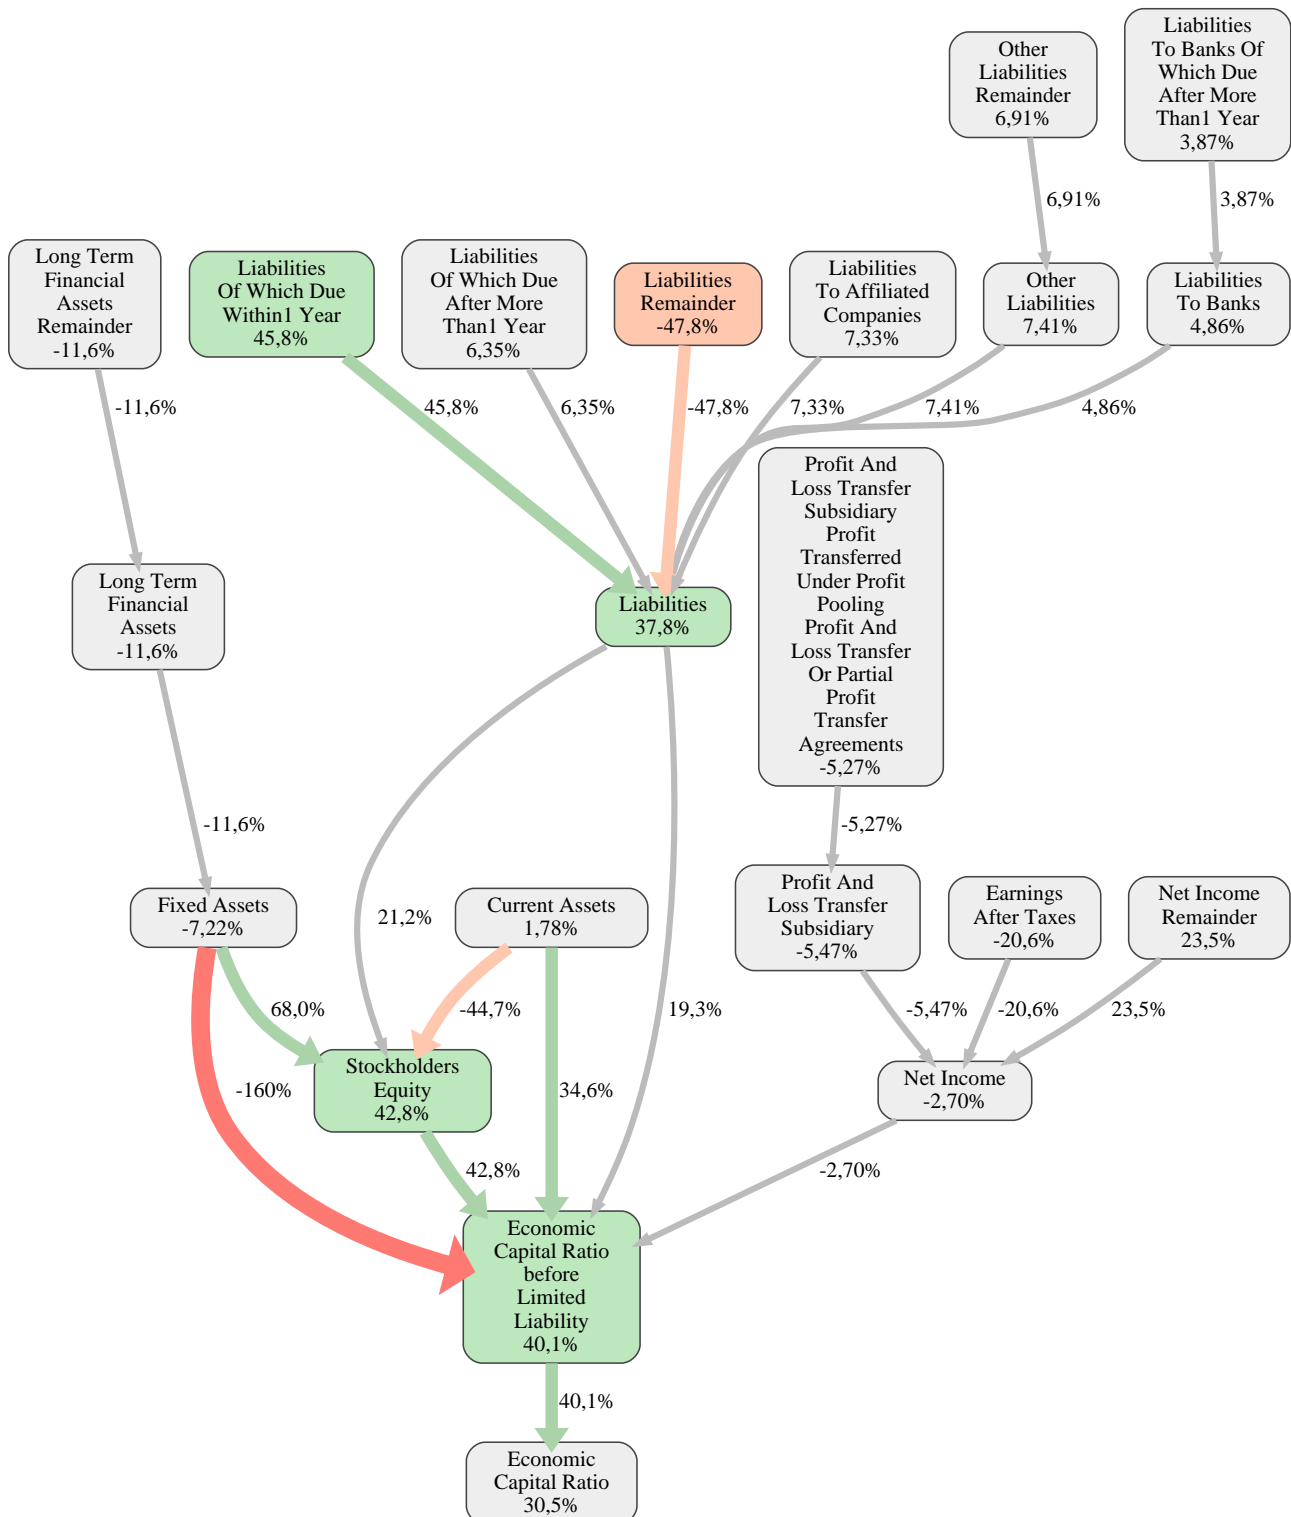 Other
Liabilities
Remainder
6,91%
Liabilities
To Banks Of
Which Due
After More
Than1 Year
3,87%
6,91%
3,87%
Long Term
Financial
Assets
Remainder
-11,6%
Liabilities
Of Which Due
Within1 Year
45,8%
Liabilities
Of Which Due
After More
Than1 Year
6,35%
Liabilities
Remainder
-47,8%
Liabilities
To Affiliated
Companies
7,33%
Other
Liabilities
7,41%
Liabilities
To Banks
4,86%
-11,6%
45,8%
6,35%
-47,8%
7,33%
7,41%
4,86%
Profit And
Loss Transfer
Subsidiary
Profit
Transferred
Under Profit
Pooling
Profit And
Loss Transfer
Or Partial
Profit
Transfer
Agreements
-5,27%
Long Term
Financial
Assets
-11,6%
Liabilities
37,8%
-11,6%
-5,27%
Fixed Assets
-7,22%
21,2%
Current Assets
1,78%
Profit And
Loss Transfer
Subsidiary
-5,47%
Earnings
After Taxes
-20,6%
Net Income
Remainder
23,5%
68,0%
-44,7%
19,3%
-5,47%
-20,6%
23,5%
Stockholders
Equity
42,8%
-160%
34,6%
Net Income
-2,70%
42,8%
-2,70%
Economic
Capital Ratio
before
Limited
Liability
40,1%
40,1%
Economic
Capital Ratio
30,5%